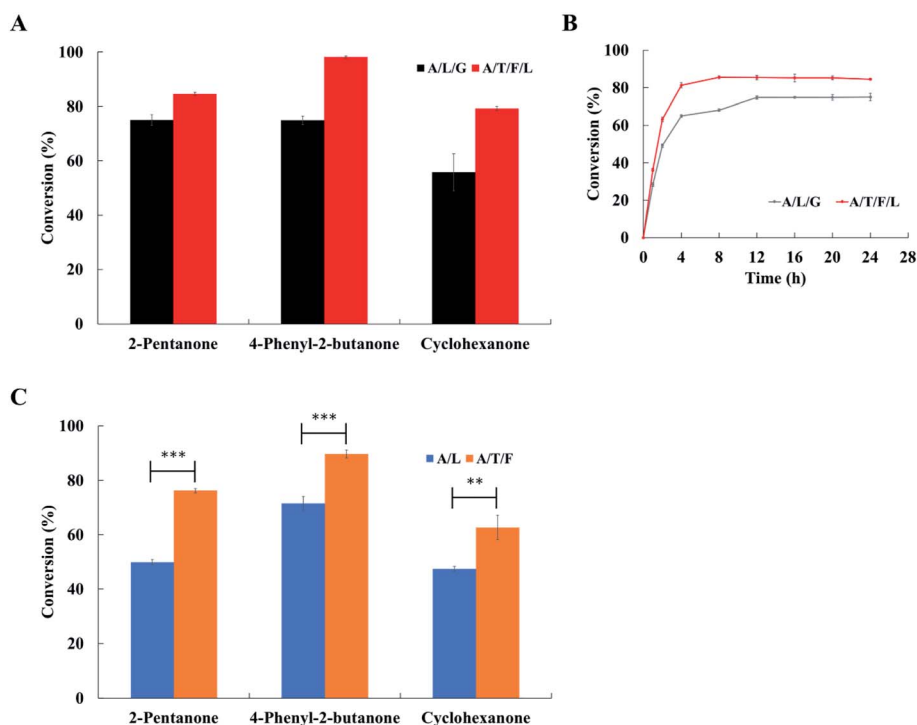 A
Conversion (%)
100
80
60
40
20
0
A/L/G A/T/F/L
2-Pentanone 4-Phenyl-2-butanone Cyclohexanone
B
Conversion (%)
100
80
60
40
20
0
A/L/G A/T/F/L
0 4 8 12 16 20 24 28
Time (h)
C
Conversion (%)
100
80
60
40
20
0
*** *** **
A/L A/T/F
2-Pentanone 4-Phenyl-2-butanone Cyclohexanone